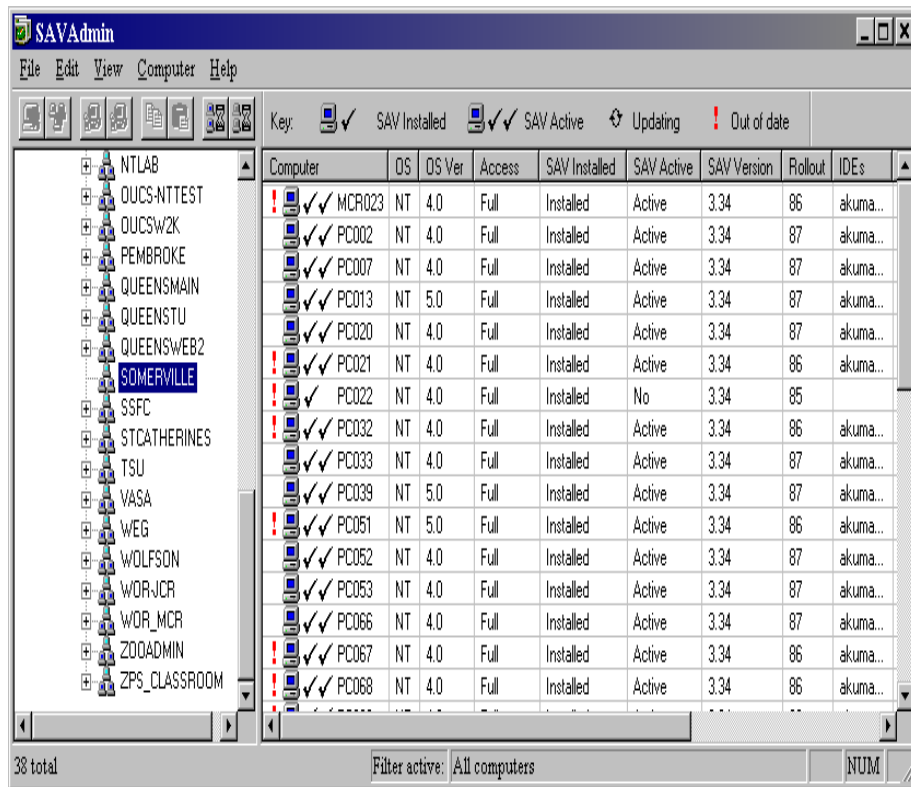 SAVAdmin
File Edit View Computer Help
Key: SAV Installed SAV Active Updating ! Out of date
NTLAB
OUCS-NTTEST
OUCSW2K
PEMBROKE
QUEENSMAIN
QUEENSTU
QUEENSWEB2
SOMERVILLE
SSFC
STCATHERINES
TSU
VASA
WEG
WOLFSON
WOR-JCR
WOR_MCR
ZOOADMIN
ZPS_CLASSROOM
Computer OS OS Ver Access SAV Installed SAV Active SAV Version Rollout IDEs
! MCR023 NT 4.0 Full Installed Active 3.34 86 akuma...
PC002 NT 4.0 Full Installed Active 3.34 87 akuma...
PC007 NT 4.0 Full Installed Active 3.34 87 akuma...
PC013 NT 5.0 Full Installed Active 3.34 87 akuma...
PC020 NT 4.0 Full Installed Active 3.34 87 akuma...
! PC021 NT 4.0 Full Installed Active 3.34 86 akuma...
! PC022 NT 4.0 Full Installed No 3.34 85
! PC032 NT 4.0 Full Installed Active 3.34 86 akuma...
PC033 NT 4.0 Full Installed Active 3.34 87 akuma...
PC039 NT 5.0 Full Installed Active 3.34 87 akuma...
! PC051 NT 5.0 Full Installed Active 3.34 86 akuma...
PC052 NT 4.0 Full Installed Active 3.34 87 akuma...
PC053 NT 4.0 Full Installed Active 3.34 87 akuma...
PC066 NT 4.0 Full Installed Active 3.34 87 akuma...
! PC067 NT 4.0 Full Installed Active 3.34 86 akuma...
! PC068 NT 4.0 Full Installed Active 3.34 86 akuma...
38 total Filter active: All computers NUM